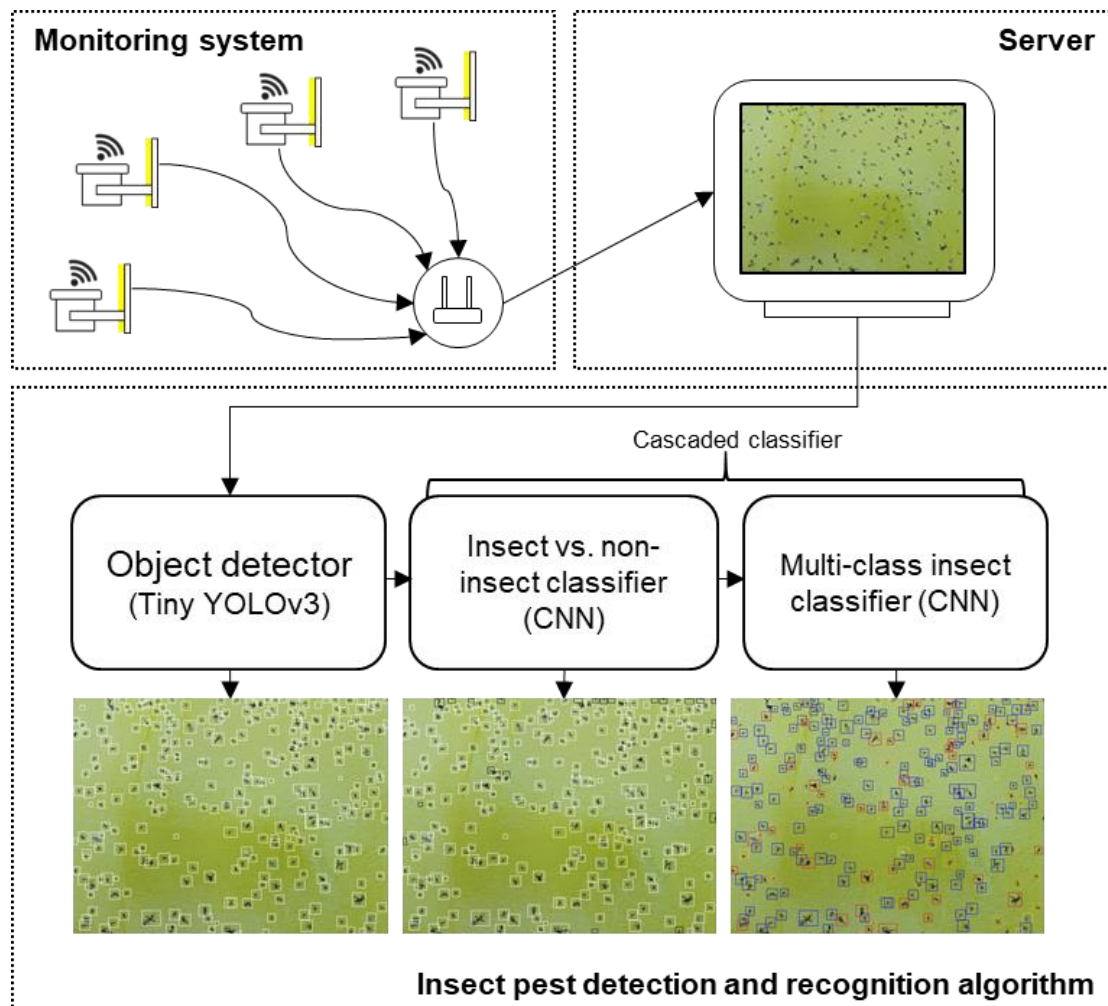 Monitoring system
Server
Cascaded classifier
Object detector
(Tiny YOLOv3)
Insect vs. non-
insect classifier
(CNN)
Multi-class insect
classifier (CNN)
Insect pest detection and recognition algorithm